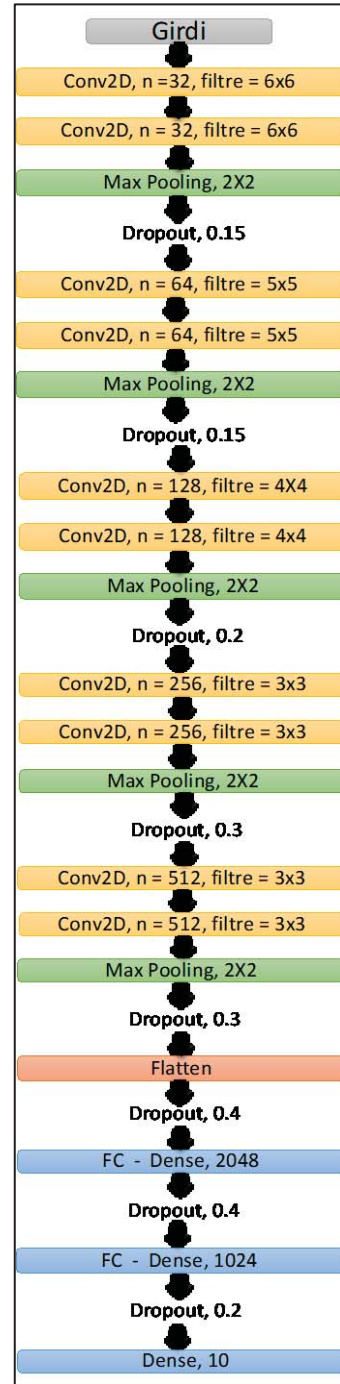 Girdi
Conv2D, n =32, filtre = 6x6
Conv2D, n = 32, filtre = 6x6
Max Pooling, 2X2
Dropout, 0.15
Conv2D, n = 64, filtre = 5x5
Conv2D, n = 64, filtre = 5x5
Max Pooling, 2X2
Dropout, 0.15
Conv2D, n = 128, filtre = 4X4
Conv2D, n = 128, filtre = 4x4
Max Pooling, 2X2
Dropout, 0.2
Conv2D, n = 256, filtre = 3x3
Conv2D, n = 256, filtre = 3x3
Max Pooling, 2X2
Dropout, 0.3
Conv2D, n = 512, filtre = 3x3
Conv2D, n = 512, filtre = 3x3
Max Pooling, 2X2
Dropout, 0.3
Flatten
Dropout, 0.4
FC - Dense, 2048
Dropout, 0.4
FC - Dense, 1024
Dropout, 0.2
Dense, 10